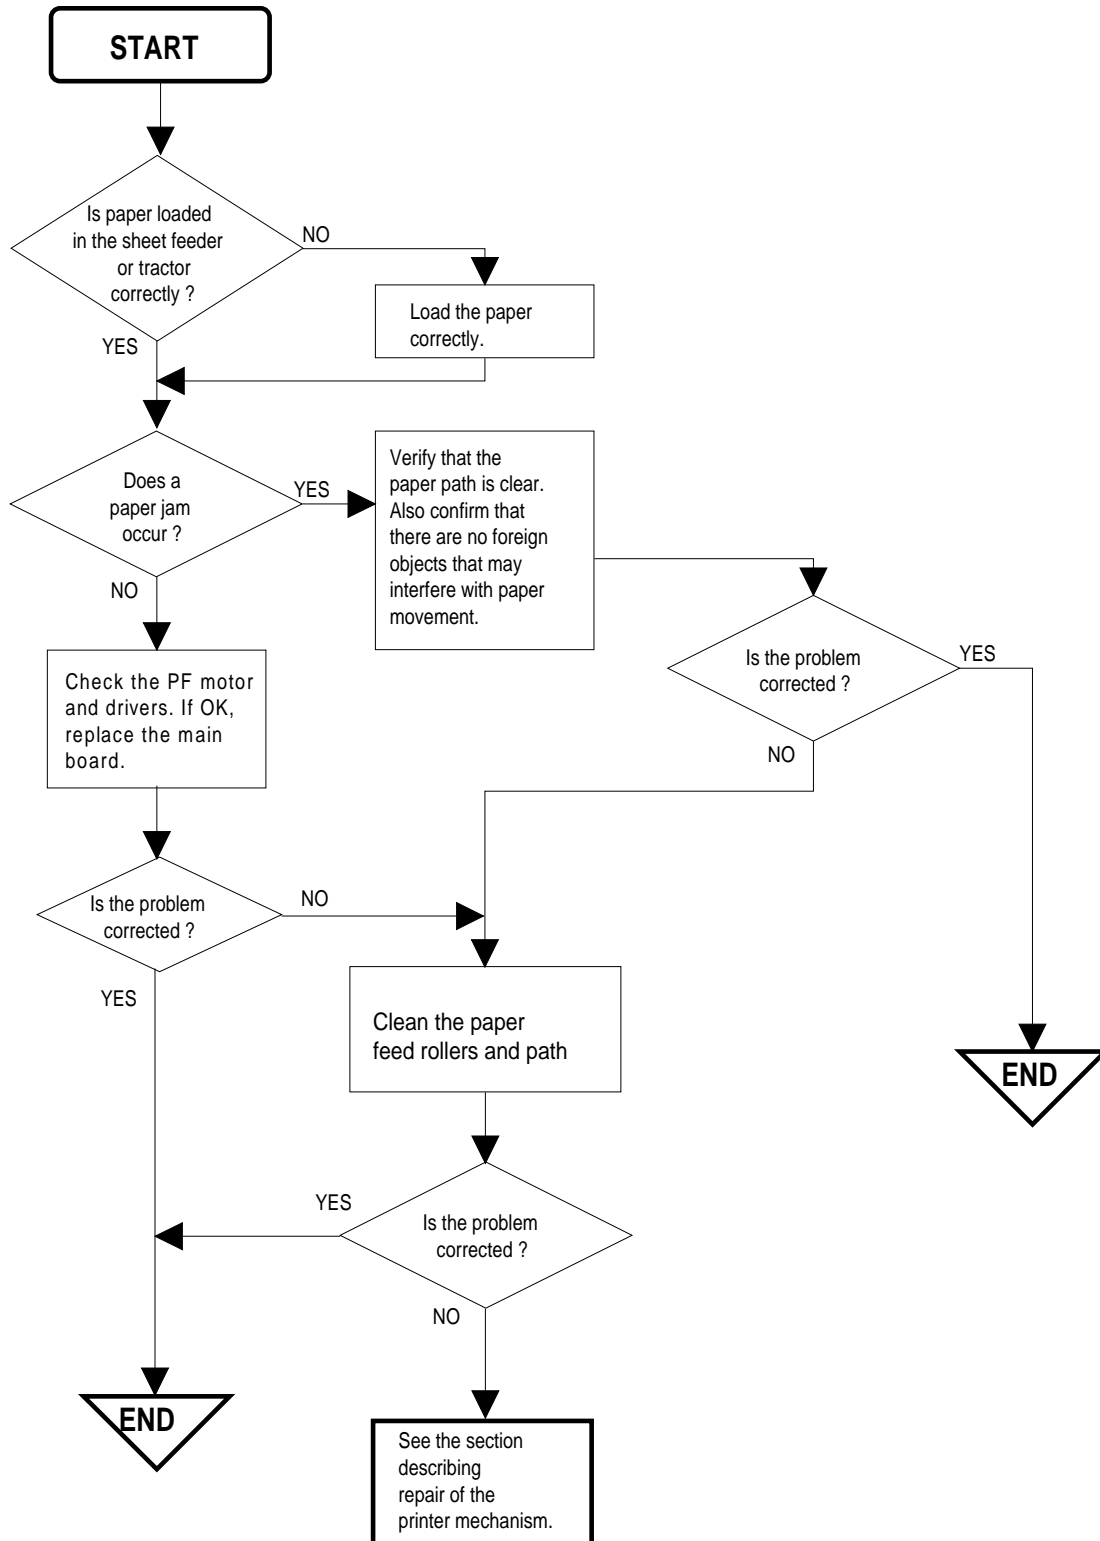 START
Is paper loaded
in the sheet feeder
or tractor
correctly ?
NO
Load the paper
correctly.
YES
Does a
paper jam
occur ?
YES
Verify that the
paper path is clear.
Also confirm that
there are no foreign
objects that may
interfere with paper
movement.
NO
Is the problem
corrected ?
YES
NO
Check the PF motor
and drivers. If OK,
replace the main
board.
Is the problem
corrected ?
NO
YES
Clean the paper
feed rollers and path
END
Is the problem
corrected ?
YES
NO
END
See the section
describing
repair of the
printer mechanism.